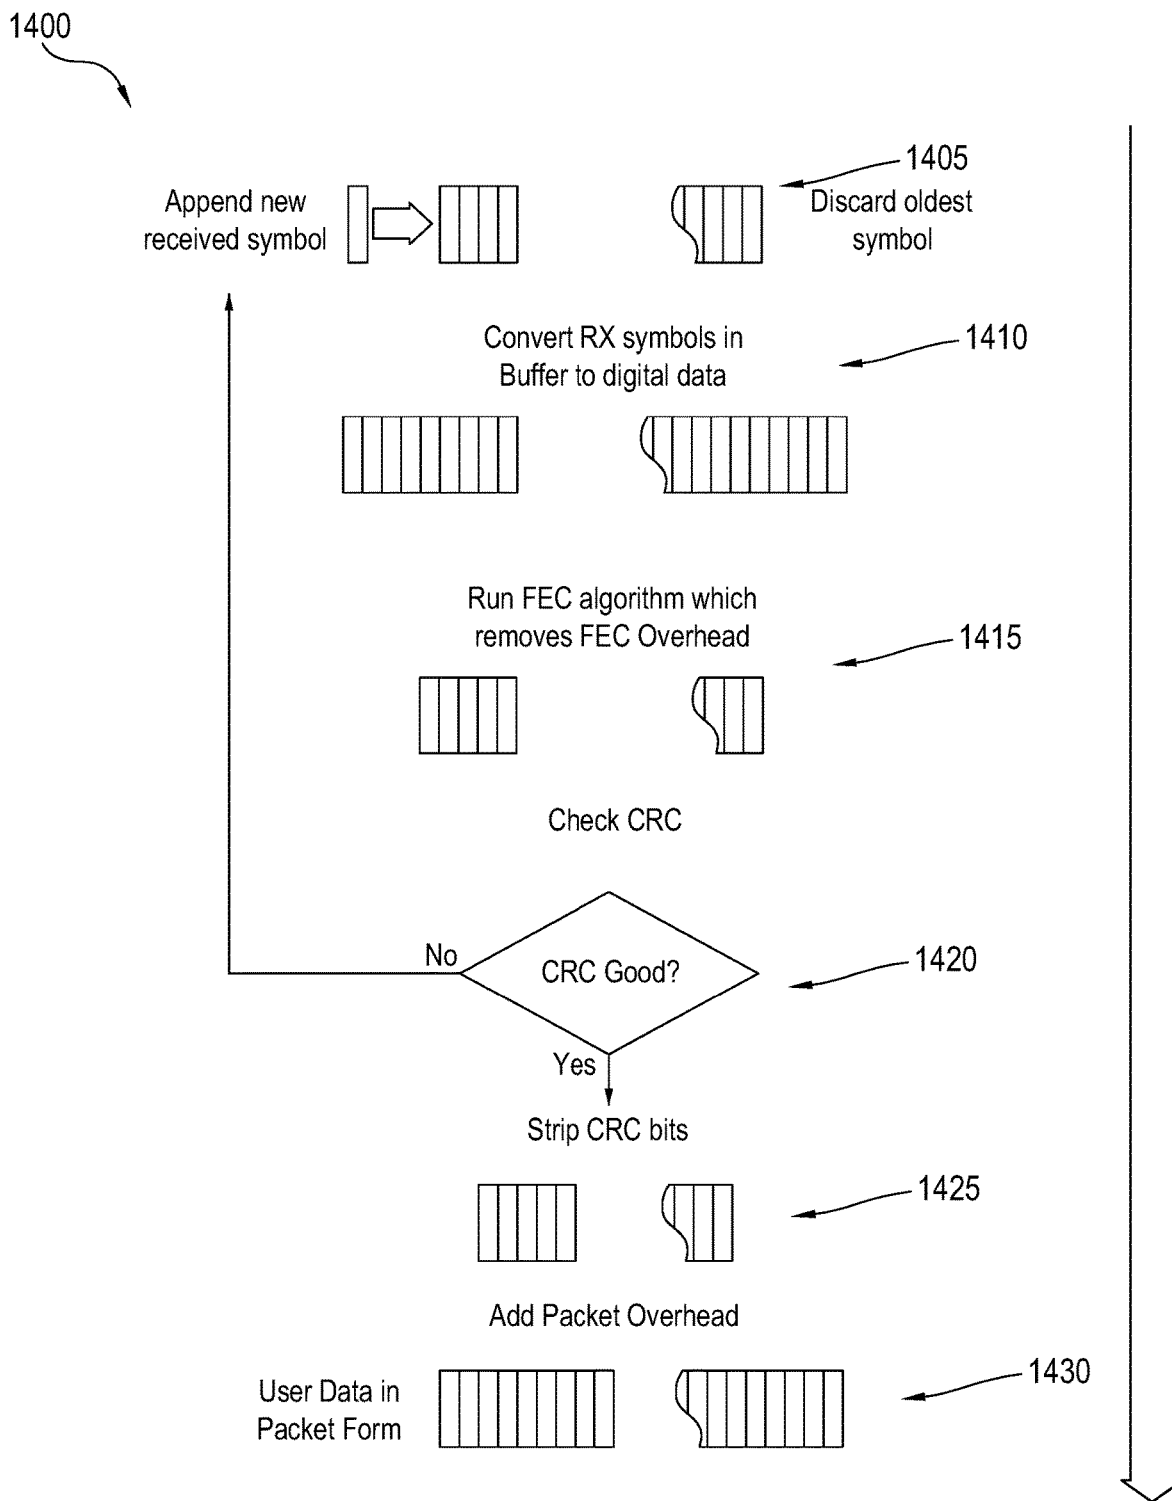 1400
1405
Append new
received symbol
Discard oldest
symbol
Convert RX symbols in
Buffer to digital data
1410
Run FEC algorithm which
removes FEC Overhead
1415
Check CRC
No
CRC Good?
1420
Yes
Strip CRC bits
1425
Add Packet Overhead
User Data in
Packet Form
1430